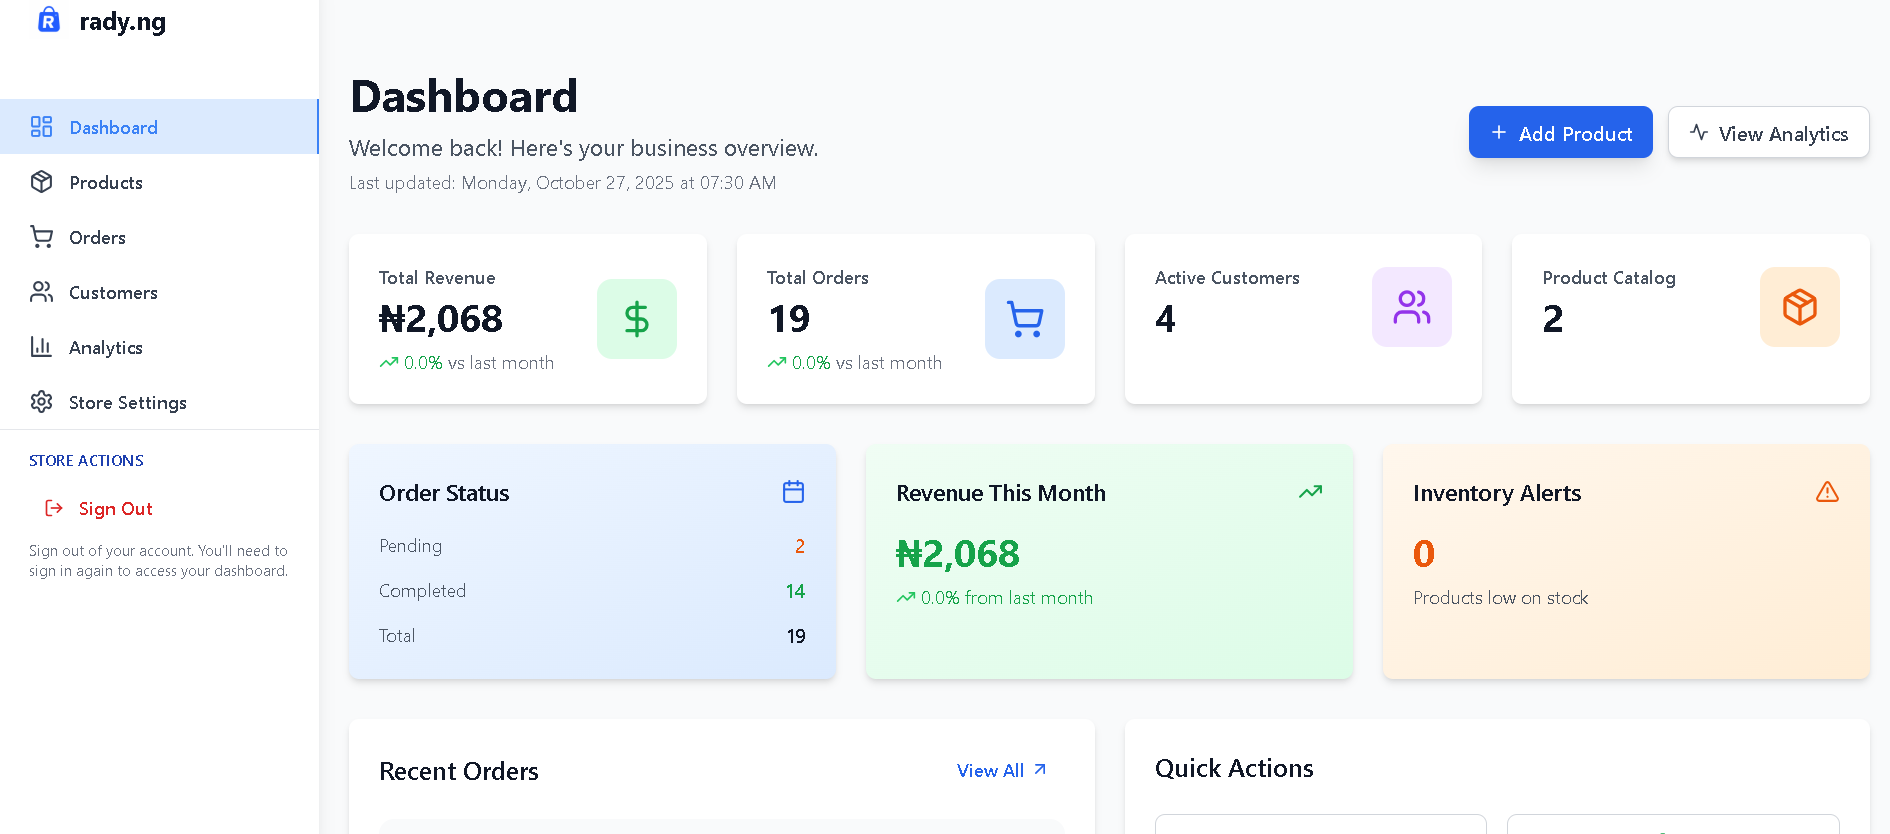 rady.ng
Dashboard
Products
Orders
Customers
Analytics
Store Settings
STORE ACTIONS
Sign Out
Sign out of your account. You'll need to
sign in again to access your dashboard.
Dashboard
Welcome back! Here's your business overview.
Last updated: Monday, October 27, 2025 at 07:30 AM
Add Product
View Analytics
Total Revenue
₦2,068
0.0% vs last month
Total Orders
19
0.0% vs last month
Active Customers
4
Product Catalog
2
Order Status
Pending 2
Completed 14
Total 19
Revenue This Month
₦2,068
0.0% from last month
Inventory Alerts
0
Products low on stock
Recent Orders
View All
Quick Actions